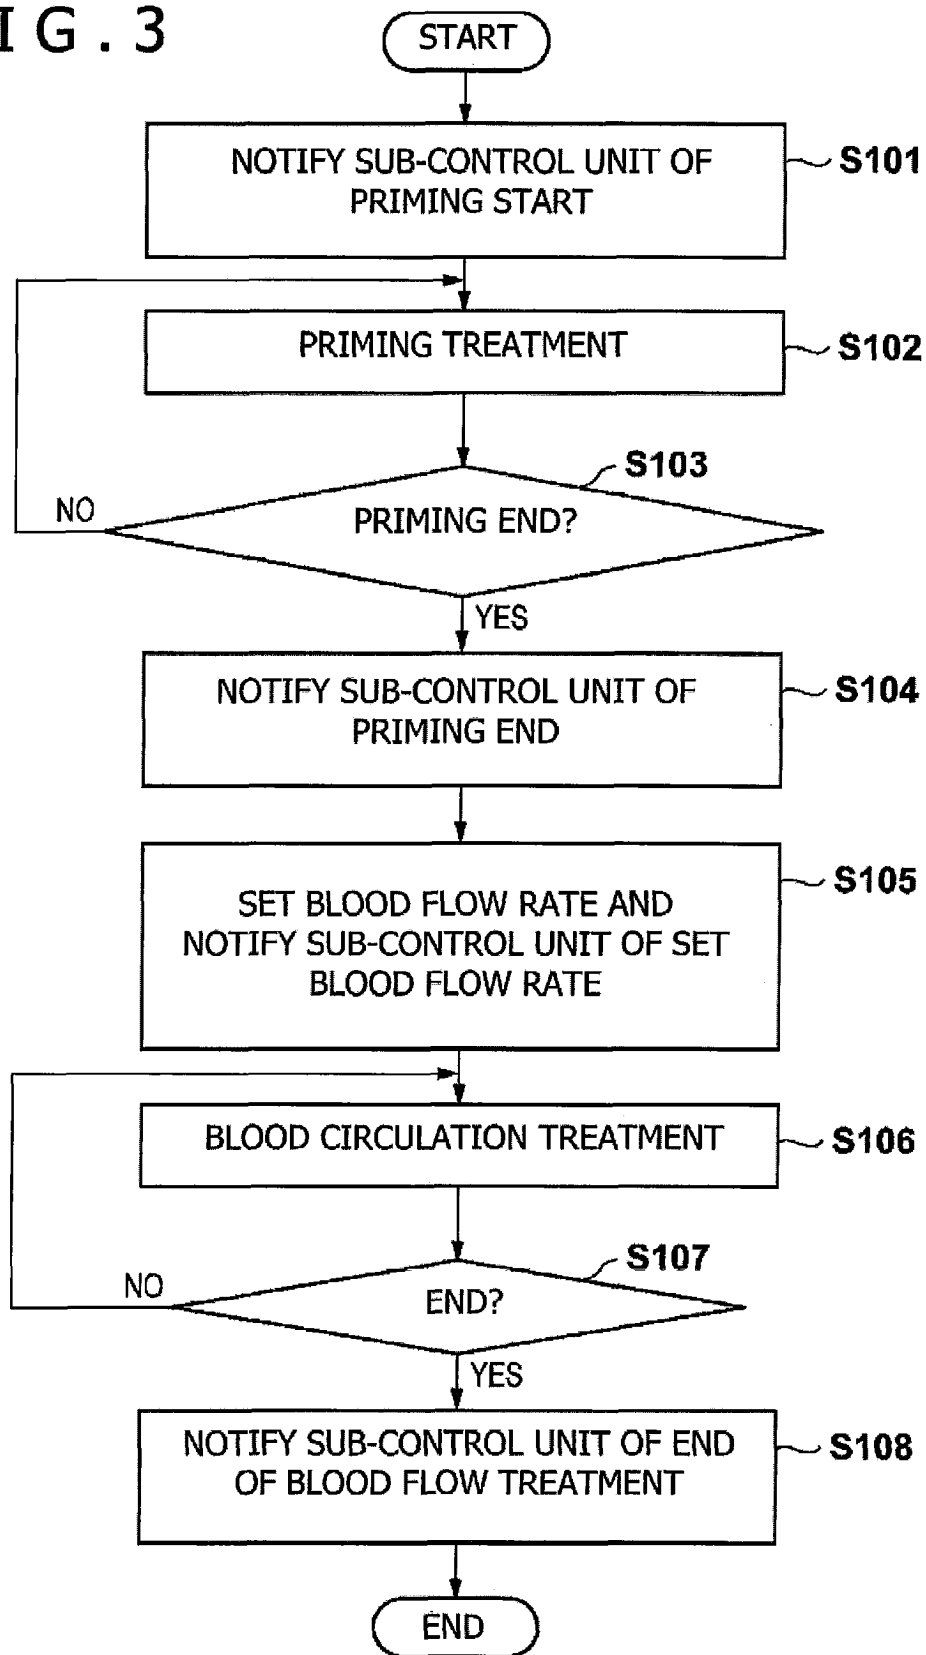 I G . 3
START
NOTIFY SUB-CONTROL UNIT OF
PRIMING START
S101
PRIMING TREATMENT
S102
S103
PRIMING END?
NO
YES
NOTIFY SUB-CONTROL UNIT OF
PRIMING END
S104
SET BLOOD FLOW RATE AND
NOTIFY SUB-CONTROL UNIT OF SET
BLOOD FLOW RATE
S105
BLOOD CIRCULATION TREATMENT
S106
S107
END?
NO
YES
NOTIFY SUB-CONTROL UNIT OF END
OF BLOOD FLOW TREATMENT
S108
END